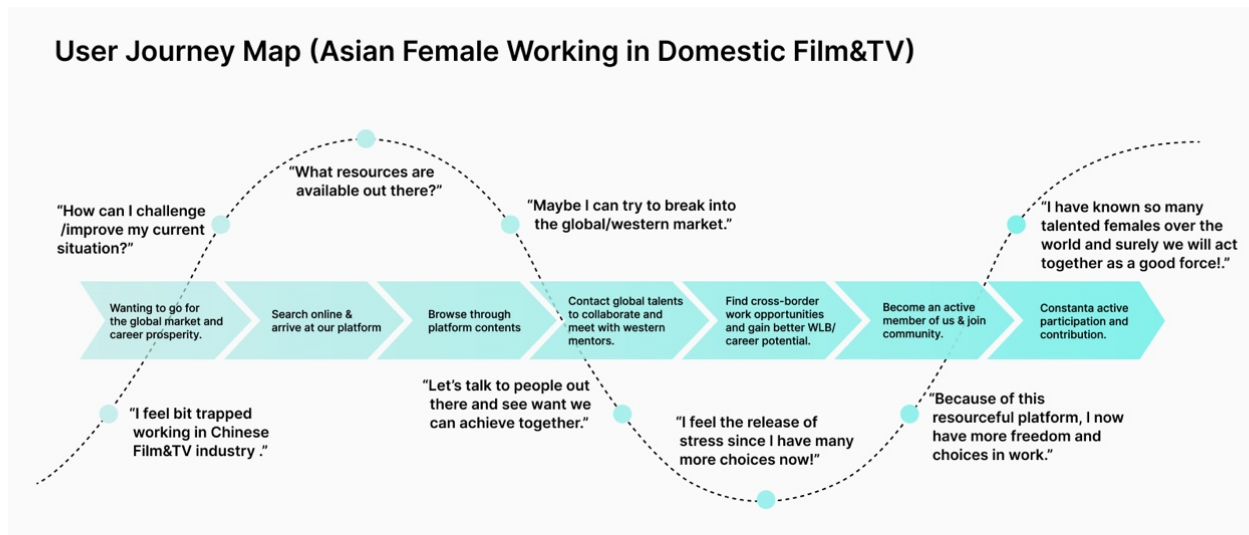 User Journey Map (Asian Female Working in Domestic Film&TV)
“How can I challenge
/improve my current
situation?”
“What resources are
available out there?”
“Maybe I can try to break into
the global/western market.”
“I have known so many
talented females over the
world and surely we will act
together as a good force!.”
Wanting to go for
the global market and
career prosperity.
Search online &
arrive at our platform
Browse through
platform contents
Contact global talents
to collaborate and
meet with western
mentors.
Find cross-border
work opportunities
and gain better WLB/
career potential.
Become an active
member of us & join
community.
Constanta active
participation and
contribution.
“I feel bit trapped
working in Chinese
Film&TV industry .”
“Let’s talk to people out
there and see want we
can achieve together.”
“I feel the release of
stress since I have many
more choices now!”
“Because of this
resourceful platform, I now
have more freedom and
choices in work.”